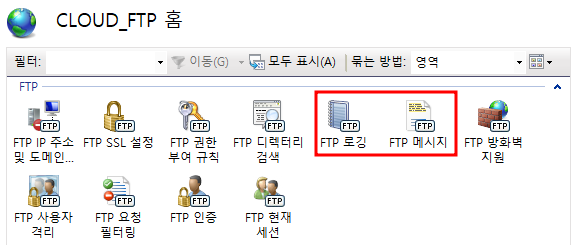 CLOUD_FTP 홈
필터: 이동(G) 모두 표시(A) 묶는 방법: 영역
FTP
FTP FTP FTP FTP FTP FTP FTP
FTP IP 주소 및 도메인... FTP SSL 설정 FTP 권한 부여 규칙 FTP 디렉터리 검색 FTP 로깅 FTP 메시지 FTP 방화벽 지원
FTP FTP FTP FTP
FTP 사용자 격리 FTP 요청 필터링 FTP 인증 FTP 현재 세션